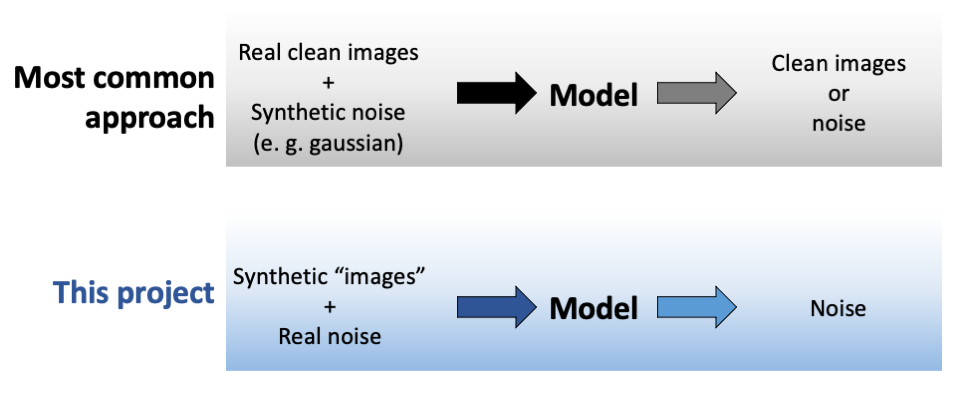 Most common
approach
Real clean images
+
Synthetic noise
(e. g. gaussian)
Model
Clean images
or
noise
This project
Synthetic “images”
+
Real noise
Model
Noise